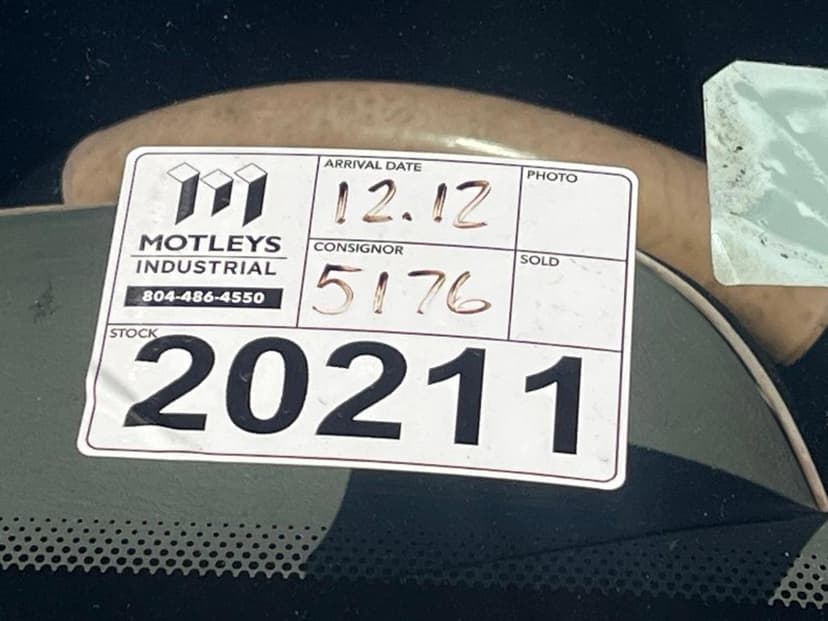 MOTLEYS
INDUSTRIAL
804-486-4550
ARRIVAL DATE
12.12
PHOTO
CONSIGNOR
5176
SOLD
STOCK
20211